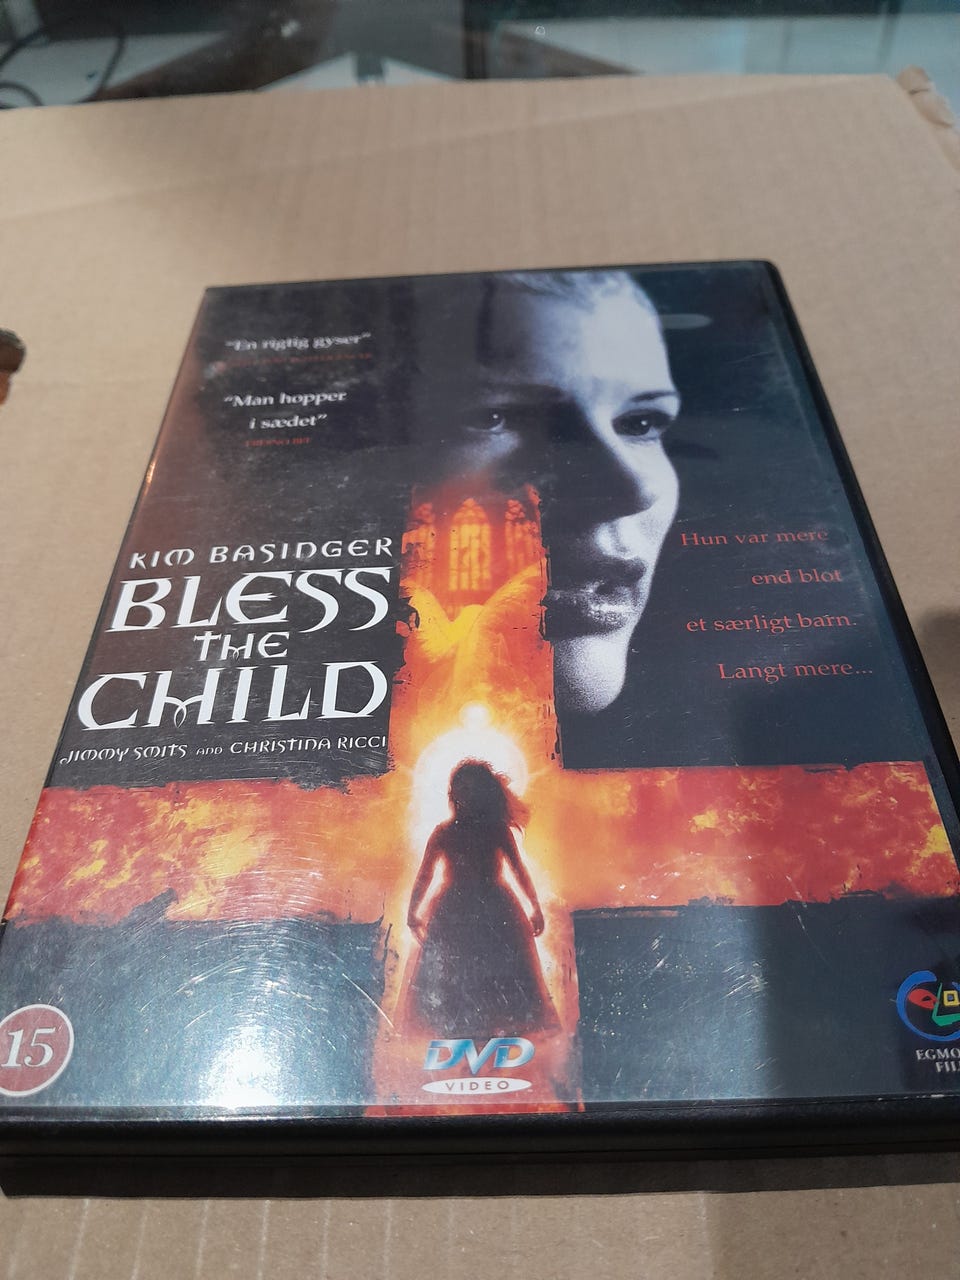 "En rigtig gyser"
"Man hopper
i sædet"
KIM BASINGER
BLESS
THE
CHILD
JIMMY SMITS AND CHRISTINA RICCI
Hun var mere
end blot
et særligt barn.
Langt mere...
15
DVD
VIDEO